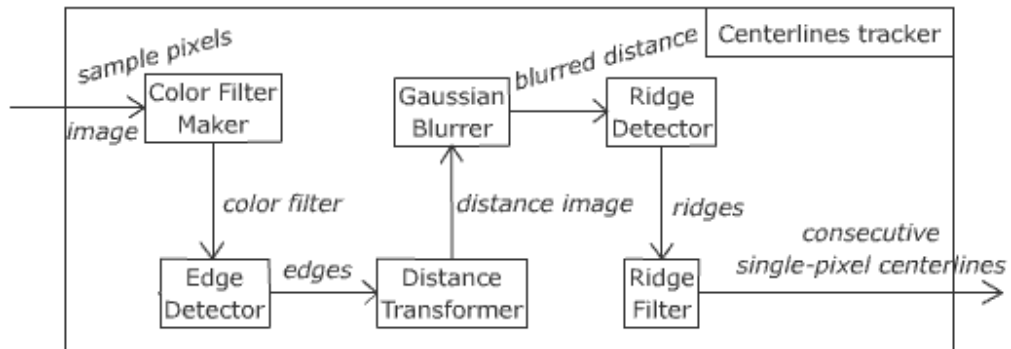 Centerlines tracker
sample pixels
image
Color Filter
Maker
color filter
Edge
Detector
edges
Distance
Transformer
distance image
Gaussian
Blurrer
blurred distance
Ridge
Detector
ridges
Ridge
Filter
consecutive
single-pixel centerlines